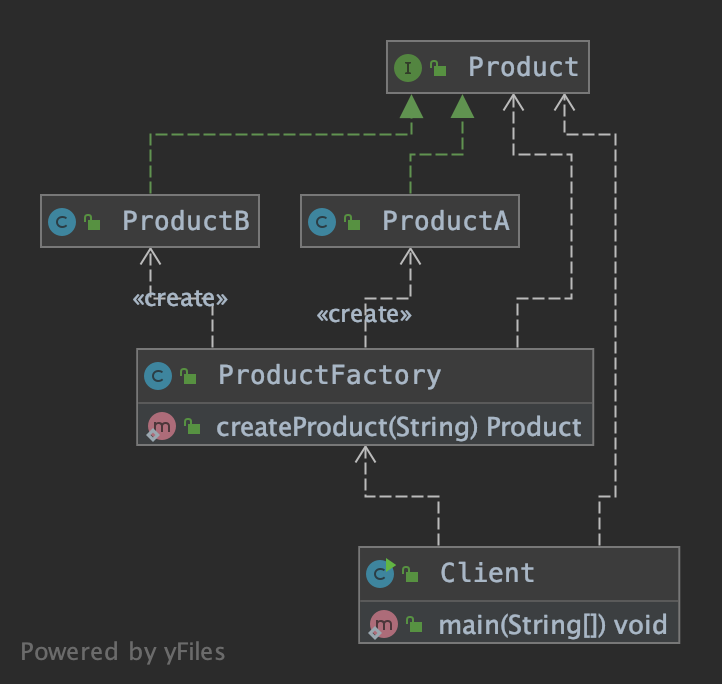 Product
ProductB
ProductA
«create»
«create»
ProductFactory
createProduct(String) Product
Client
main(String[]) void
Powered by yFiles